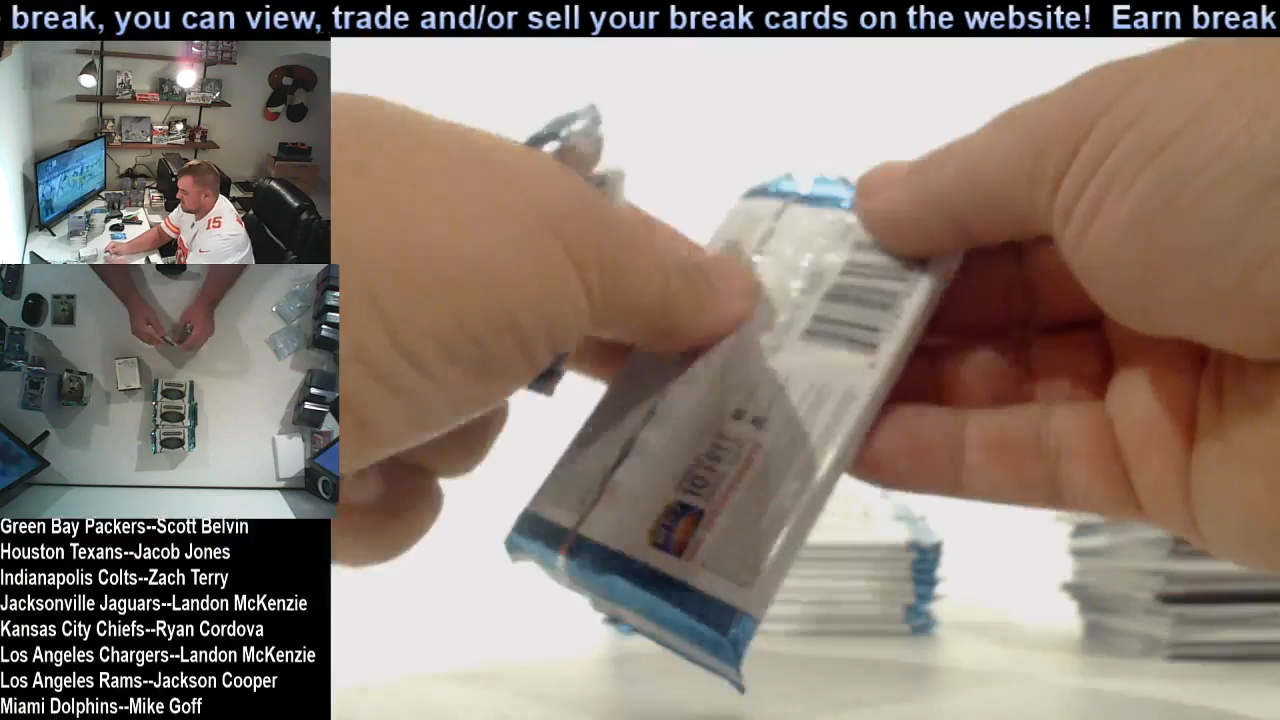 break, you can view, trade and/or sell your break cards on the website! Earn break
15
Green Bay Packers--Scott Belvin
Houston Texans--Jacob Jones
Indianapolis Colts--Zach Terry
Jacksonville Jaguars--Landon McKenzie
Kansas City Chiefs--Ryan Cordova
Los Angeles Chargers--Landon McKenzie
Los Angeles Rams--Jackson Cooper
Miami Dolphins--Mike Goff